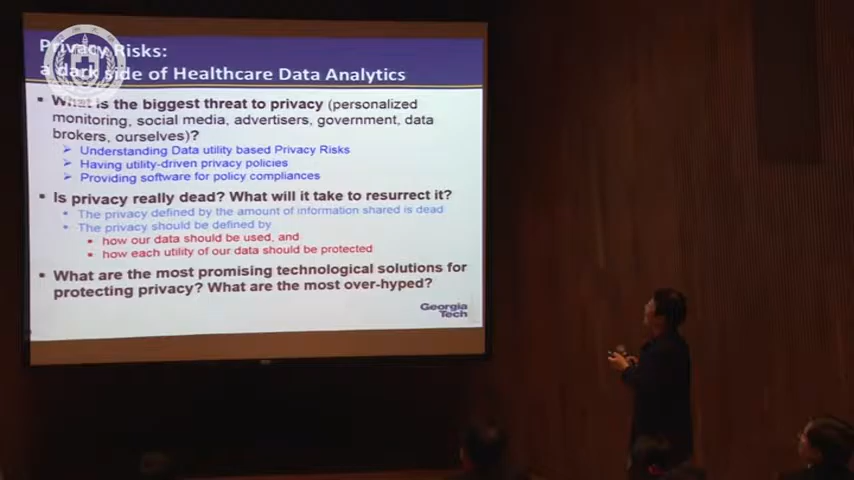 Privacy Risks:
a dark side of Healthcare Data Analytics
What is the biggest threat to privacy (personalized
monitoring, social media, advertisers, government, data
brokers, ourselves)?
Understanding Data utility based Privacy Risks
Having utility-driven privacy policies
Providing software for policy compliances
Is privacy really dead? What will it take to resurrect it?
The privacy defined by the amount of information shared is dead
The privacy should be defined by
how our data should be used, and
how each utility of our data should be protected
What are the most promising technological solutions for
protecting privacy? What are the most over-hyped?
Georgia
Tech